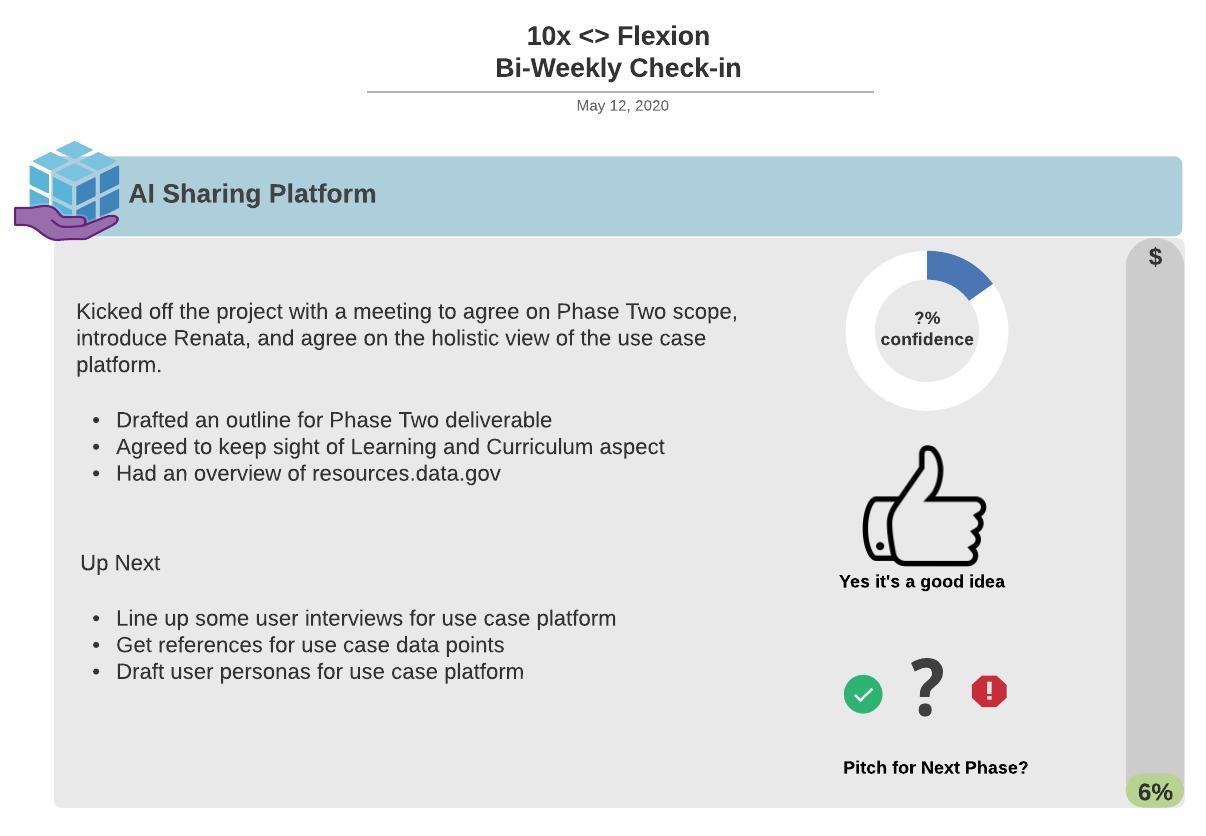 10x <> Flexion
Bi-Weekly Check-in
May 12, 2020
AI Sharing Platform
Kicked off the project with a meeting to agree on Phase Two scope,
introduce Renata, and agree on the holistic view of the use case
platform.
• Drafted an outline for Phase Two deliverable
• Agreed to keep sight of Learning and Curriculum aspect
• Had an overview of resources.data.gov
Up Next
• Line up some user interviews for use case platform
• Get references for use case data points
• Draft user personas for use case platform
?%
confidence
Yes it's a good idea
?
!
Pitch for Next Phase?
$
6%